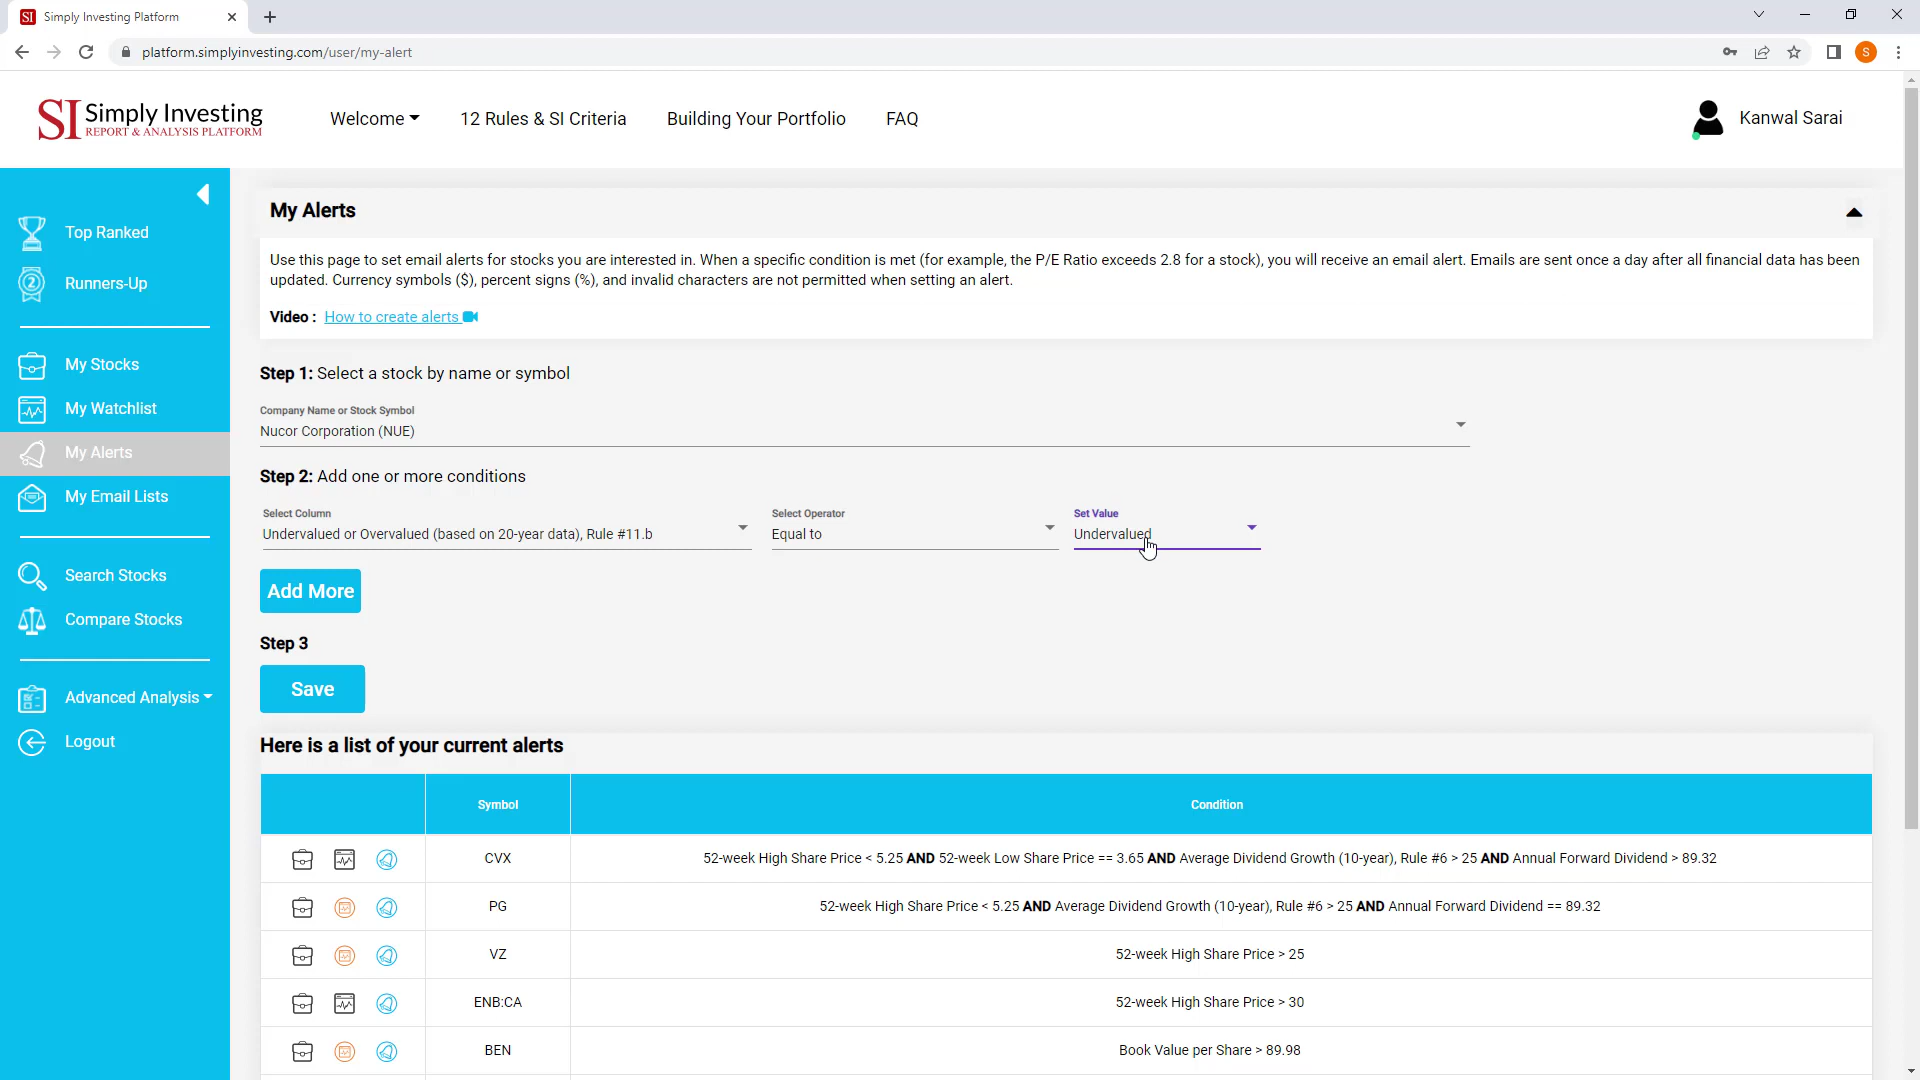 SI Simply Investing Platform
platform.simplyinvesting.com/user/my-alert
S
SI Simply Investing
REPORT & ANALYSIS PLATFORM
Welcome
12 Rules & SI Criteria
Building Your Portfolio
FAQ
Kanwal Sarai
Top Ranked
2 Runners-Up
My Stocks
My Watchlist
My Alerts
My Email Lists
Search Stocks
Compare Stocks
Advanced Analysis
Logout
My Alerts
Use this page to set email alerts for stocks you are interested in. When a specific condition is met (for example, the P/E Ratio exceeds 2.8 for a stock), you will receive an email alert. Emails are sent once a day after all financial data has been
updated. Currency symbols ($), percent signs (%), and invalid characters are not permitted when setting an alert.
Video : How to create alerts
Step 1: Select a stock by name or symbol
Company Name or Stock Symbol
Nucor Corporation (NUE)
Step 2: Add one or more conditions
Select Column
Undervalued or Overvalued (based on 20-year data), Rule #11.b
Select Operator
Equal to
Set Value
Undervalued
Add More
Step 3
Save
Here is a list of your current alerts
Symbol Condition
CVX 52-week High Share Price < 5.25 AND 52-week Low Share Price == 3.65 AND Average Dividend Growth (10-year), Rule #6 > 25 AND Annual Forward Dividend > 89.32
PG 52-week High Share Price < 5.25 AND Average Dividend Growth (10-year), Rule #6 > 25 AND Annual Forward Dividend == 89.32
VZ 52-week High Share Price > 25
ENB:CA 52-week High Share Price > 30
BEN Book Value per Share > 89.98